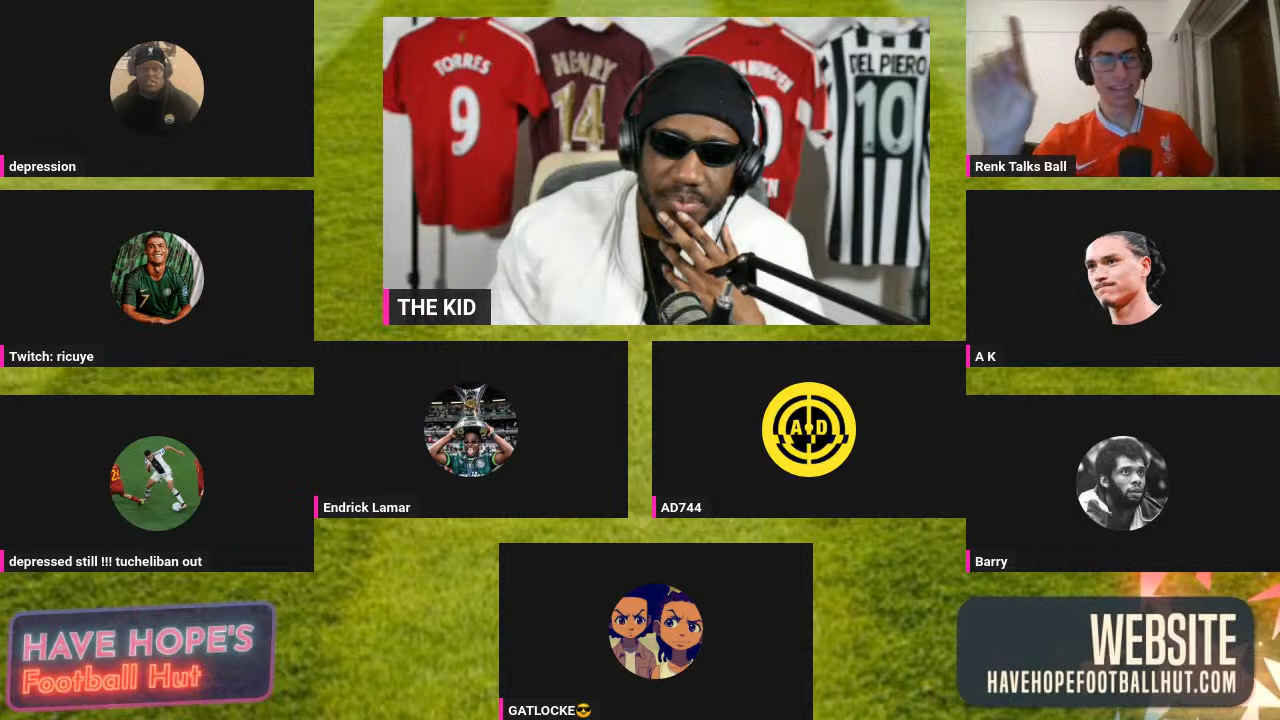 TORRES
9
HENRY
14
DEL PIERO
10
THE KID
depression
Renk Talks Ball
7
Twitch: ricuye
A K
A D
Endrick Lamar
AD744
depressed still !!! tucheliban out
Barry
HAVE HOPE'S
Football Hut
WEBSITE
HAVEHOPEFOOTBALLHUT.COM
GATLOCKE😎